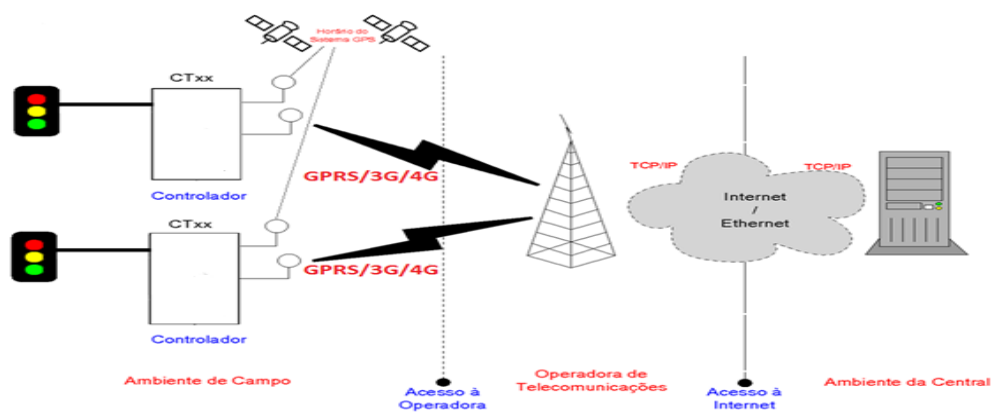 Horário do
Sistema GPS
CTxx
GPRS/3G/4G
Controlador
TCP/IP
TCP/IP
Internet
/
Ethernet
CTxx
GPRS/3G/4G
Controlador
Ambiente de Campo
Acesso à
Operadora
Operadora de
Telecomunicações
Acesso à
Internet
Ambiente da Central